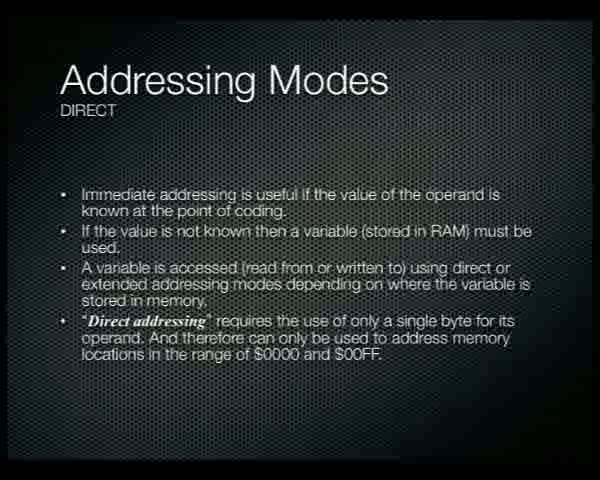 Addressing Modes
DIRECT
• Immediate addressing is useful if the value of the operand is
known at the point of coding.
• If the value is not known then a variable (stored in RAM) must be
used.
• A variable is accessed (read from or written to) using direct or
extended addressing modes depending on where the variable is
stored in memory.
• "Direct addressing" requires the use of only a single byte for its
operand. And therefore can only be used to address memory
locations in the range of $0000 and $00FF.